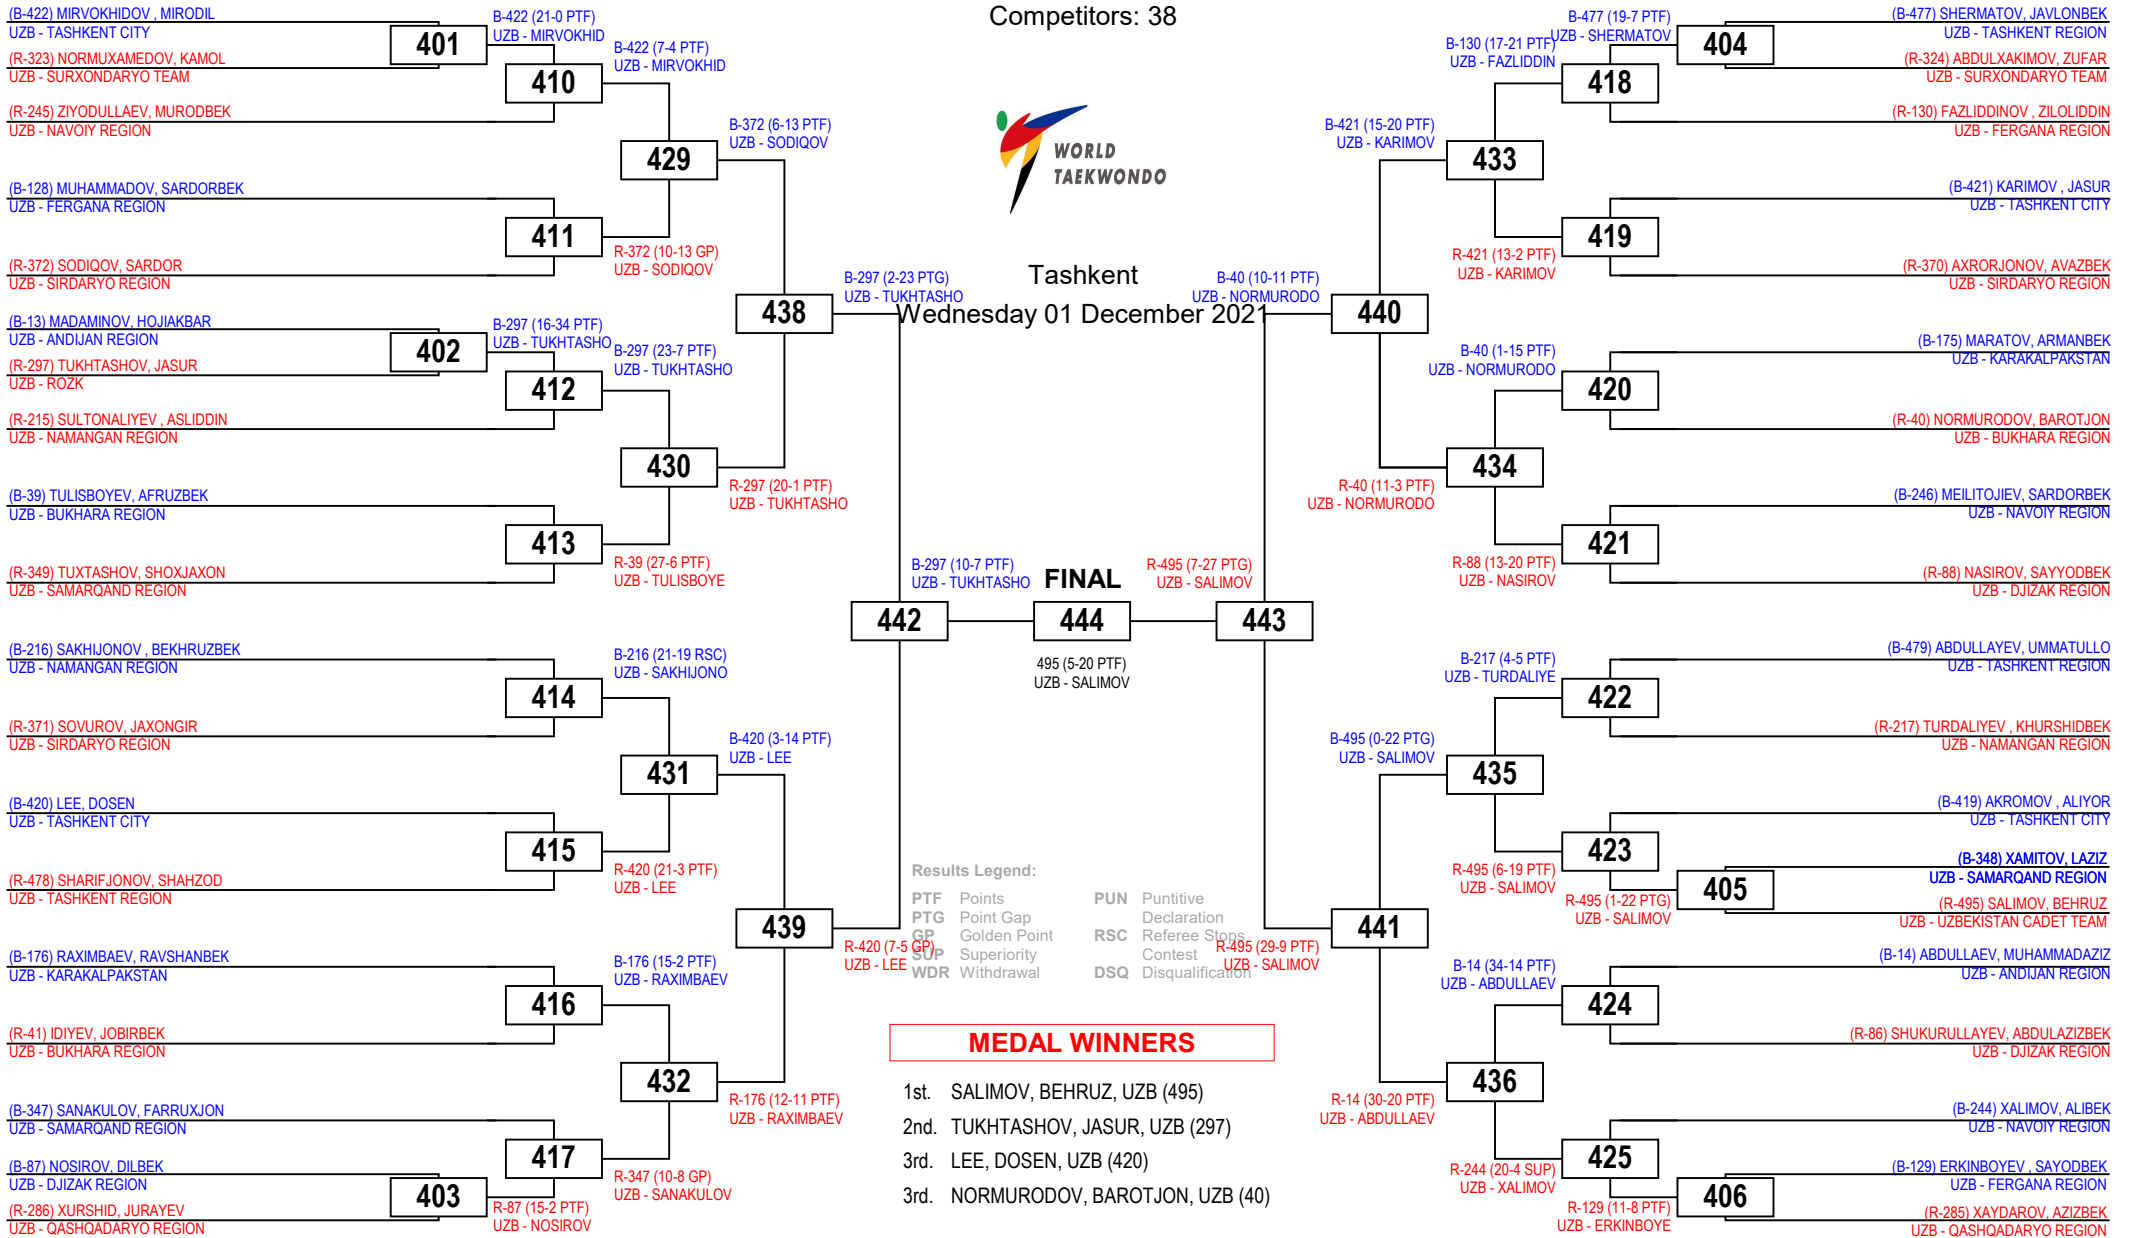 Competitors: 38
WORLD
TAEKWONDO
Tashkent
Wednesday 01 December 2021
(B-422) MIRVOKHIDOV , MIRODIL
UZB - TASHKENT CITY
(R-323) NORMUXAMEDOV, KAMOL
UZB - SURXONDARYO TEAM
(R-245) ZIYODULLAEV, MURODBEK
UZB - NAVOIY REGION
(B-128) MUHAMMADOV, SARDORBEK
UZB - FERGANA REGION
(R-372) SODIQOV, SARDOR
UZB - SIRDARYO REGION
(B-13) MADAMINOV, HOJIAKBAR
UZB - ANDIJAN REGION
(R-297) TUKHTASHOV, JASUR
UZB - ROZK
(R-215) SULTONALIYEV , ASLIDDIN
UZB - NAMANGAN REGION
(B-39) TULISBOYEV, AFRUZBEK
UZB - BUKHARA REGION
(R-349) TUXTASHOV, SHOXJAXON
UZB - SAMARQAND REGION
(B-216) SAKHIJONOV , BEKHRUZBEK
UZB - NAMANGAN REGION
(R-371) SOVUROV, JAXONGIR
UZB - SIRDARYO REGION
(B-420) LEE, DOSEN
UZB - TASHKENT CITY
(R-478) SHARIFJONOV, SHAHZOD
UZB - TASHKENT REGION
(B-176) RAXIMBAEV, RAVSHANBEK
UZB - KARAKALPAKSTAN
(R-41) IDIYEV, JOBIRBEK
UZB - BUKHARA REGION
(B-347) SANAKULOV, FARRUXJON
UZB - SAMARQAND REGION
(B-87) NOSIROV, DILBEK
UZB - DJIZAK REGION
(R-286) XURSHID, JURAYEV
UZB - QASHQADARYO REGION
401
402
403
B-422 (21-0 PTF)
UZB - MIRVOKHID
B-297 (16-34 PTF)
UZB - TUKHTASHO
R-87 (15-2 PTF)
UZB - NOSIROV
410
411
412
413
414
415
416
417
B-422 (7-4 PTF)
UZB - MIRVOKHID
R-372 (10-13 GP)
UZB - SODIQOV
B-297 (23-7 PTF)
UZB - TUKHTASHO
R-39 (27-6 PTF)
UZB - TULISBOYE
B-216 (21-19 RSC)
UZB - SAKHIJONO
R-420 (21-3 PTF)
UZB - LEE
B-176 (15-2 PTF)
UZB - RAXIMBAEV
R-347 (10-8 GP)
UZB - SANAKULOV
429
430
431
432
B-372 (6-13 PTF)
UZB - SODIQOV
R-297 (20-1 PTF)
UZB - TUKHTASHO
B-420 (3-14 PTF)
UZB - LEE
R-176 (12-11 PTF)
UZB - RAXIMBAEV
438
439
B-297 (2-23 PTG)
UZB - TUKHTASHO
R-420 (7-5 GP)
UZB - LEE
442
B-297 (10-7 PTF)
UZB - TUKHTASHO
FINAL
444
495 (5-20 PTF)
UZB - SALIMOV
R-495 (7-27 PTG)
UZB - SALIMOV
443
B-40 (10-11 PTF)
UZB - NORMURODO
R-495 (29-9 PTF)
UZB - SALIMOV
440
441
B-421 (15-20 PTF)
UZB - KARIMOV
R-40 (11-3 PTF)
UZB - NORMURODO
B-495 (0-22 PTG)
UZB - SALIMOV
R-14 (30-20 PTF)
UZB - ABDULLAEV
433
434
435
436
B-130 (17-21 PTF)
UZB - FAZLIDDIN
R-421 (13-2 PTF)
UZB - KARIMOV
B-40 (1-15 PTF)
UZB - NORMURODO
R-88 (13-20 PTF)
UZB - NASIROV
B-217 (4-5 PTF)
UZB - TURDALIYE
R-495 (6-19 PTF)
UZB - SALIMOV
B-14 (34-14 PTF)
UZB - ABDULLAEV
R-244 (20-4 SUP)
UZB - XALIMOV
418
419
420
421
422
423
424
425
B-477 (19-7 PTF)
UZB - SHERMATOV
R-495 (1-22 PTG)
UZB - SALIMOV
R-129 (11-8 PTF)
UZB - ERKINBOYE
404
405
406
(B-477) SHERMATOV, JAVLONBEK
UZB - TASHKENT REGION
(R-324) ABDULXAKIMOV, ZUFAR
UZB - SURXONDARYO TEAM
(R-130) FAZLIDDINOV , ZILOLIDDIN
UZB - FERGANA REGION
(B-421) KARIMOV , JASUR
UZB - TASHKENT CITY
(R-370) AXRORJONOV, AVAZBEK
UZB - SIRDARYO REGION
(B-175) MARATOV, ARMANBEK
UZB - KARAKALPAKSTAN
(R-40) NORMURODOV, BAROTJON
UZB - BUKHARA REGION
(B-246) MEILITOJIEV, SARDORBEK
UZB - NAVOIY REGION
(R-88) NASIROV, SAYYODBEK
UZB - DJIZAK REGION
(B-479) ABDULLAYEV, UMMATULLO
UZB - TASHKENT REGION
(R-217) TURDALIYEV , KHURSHIDBEK
UZB - NAMANGAN REGION
(B-419) AKROMOV , ALIYOR
UZB - TASHKENT CITY
(B-348) XAMITOV, LAZIZ
UZB - SAMARQAND REGION
(R-495) SALIMOV, BEHRUZ
UZB - UZBEKISTAN CADET TEAM
(B-14) ABDULLAEV, MUHAMMADAZIZ
UZB - ANDIJAN REGION
(R-86) SHUKURULLAYEV, ABDULAZIZBEK
UZB - DJIZAK REGION
(B-244) XALIMOV, ALIBEK
UZB - NAVOIY REGION
(B-129) ERKINBOYEV , SAYODBEK
UZB - FERGANA REGION
(R-285) XAYDAROV, AZIZBEK
UZB - QASHQADARYO REGION
Results Legend:
PTF Points PUN Puntitive
PTG Point Gap Declaration
GP Golden Point RSC Referee Stops
SUP Superiority Contest
WDR Withdrawal DSQ Disqualification
MEDAL WINNERS
1st. SALIMOV, BEHRUZ, UZB (495)
2nd. TUKHTASHOV, JASUR, UZB (297)
3rd. LEE, DOSEN, UZB (420)
3rd. NORMURODOV, BAROTJON, UZB (40)